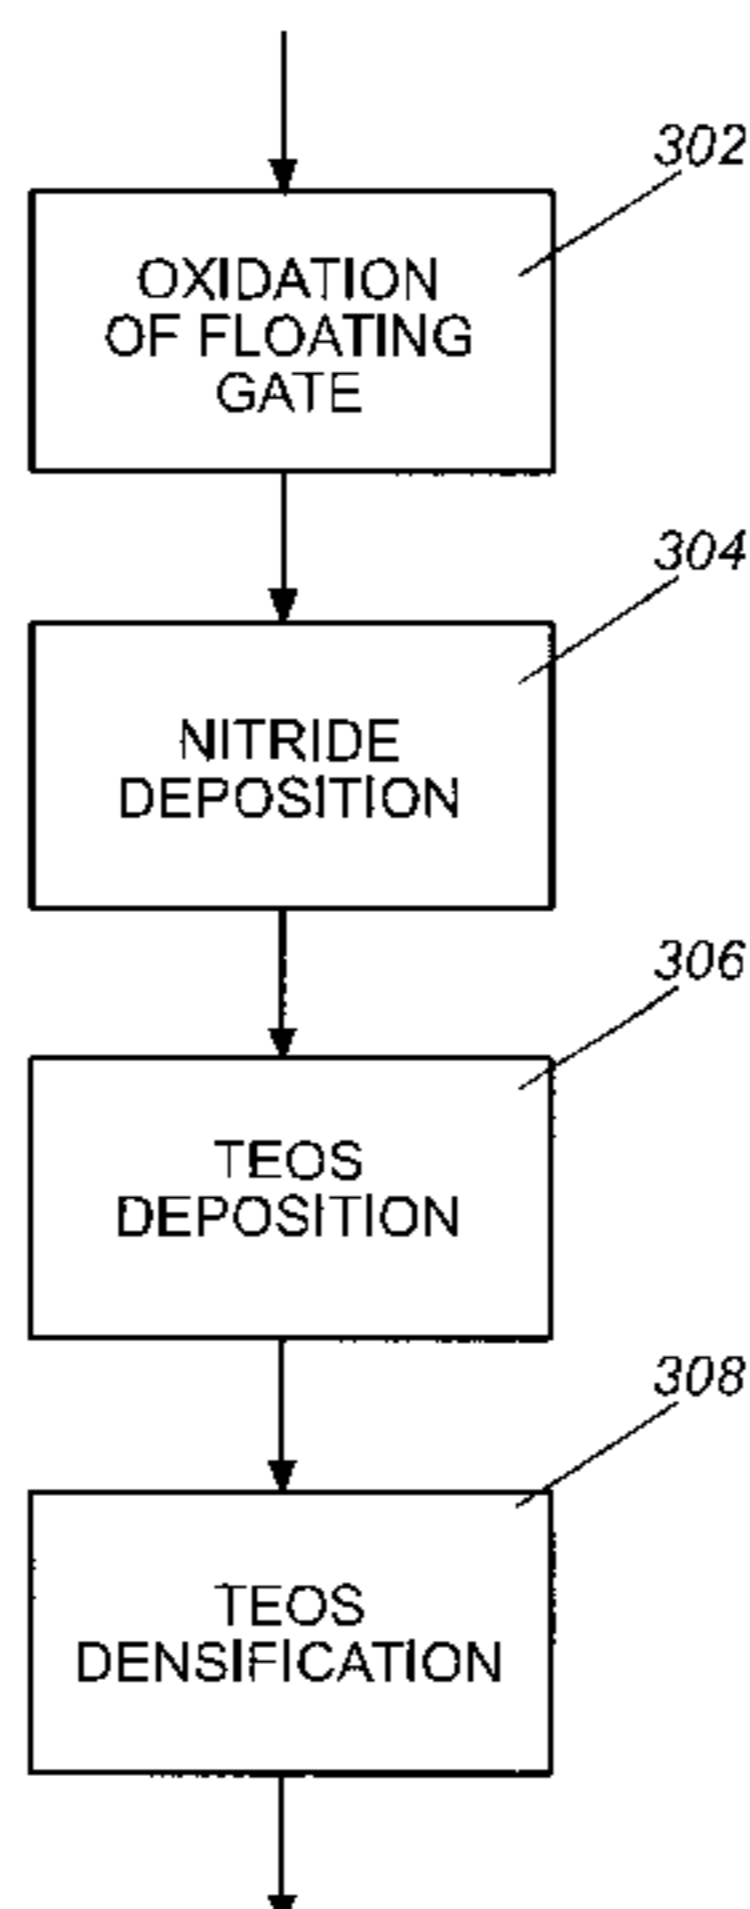 302
OXIDATION
OF FLOATING
GATE
304
NITRIDE
DEPOSITION
306
TEOS
DEPOSITION
308
TEOS
DENSIFICATION